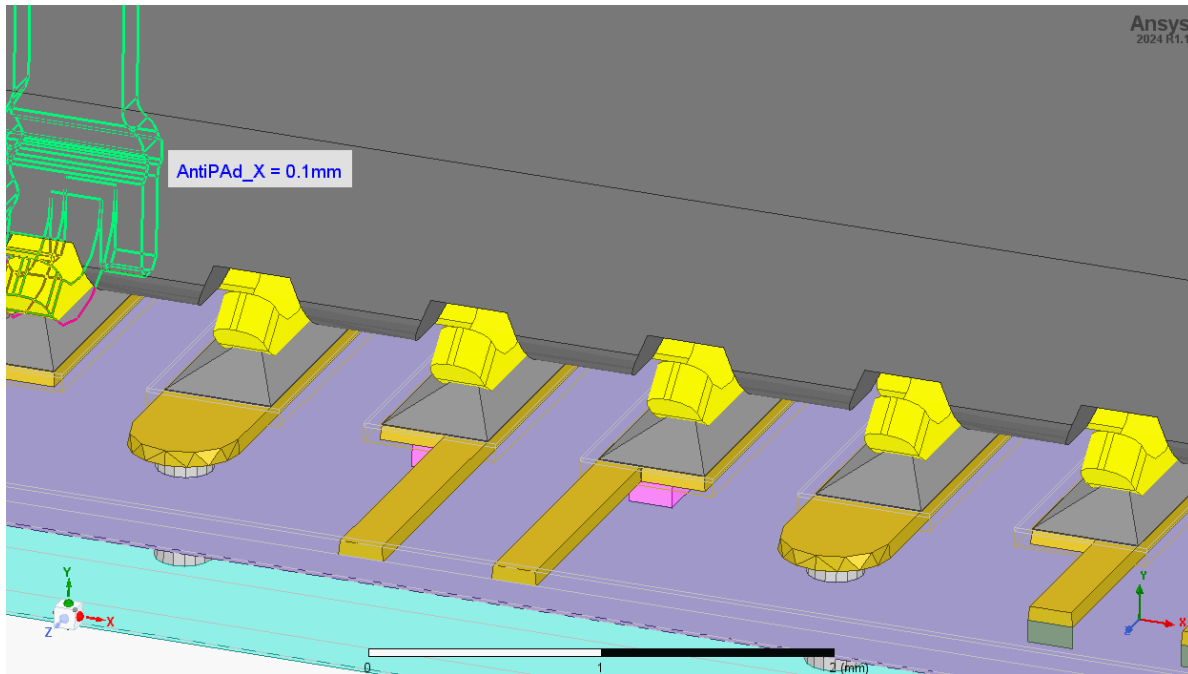 Ansys
2024 R1.1
AntiPAd_X = 0.1mm
Y
X
Z
Y
X
Z
0
1
2 (mm)